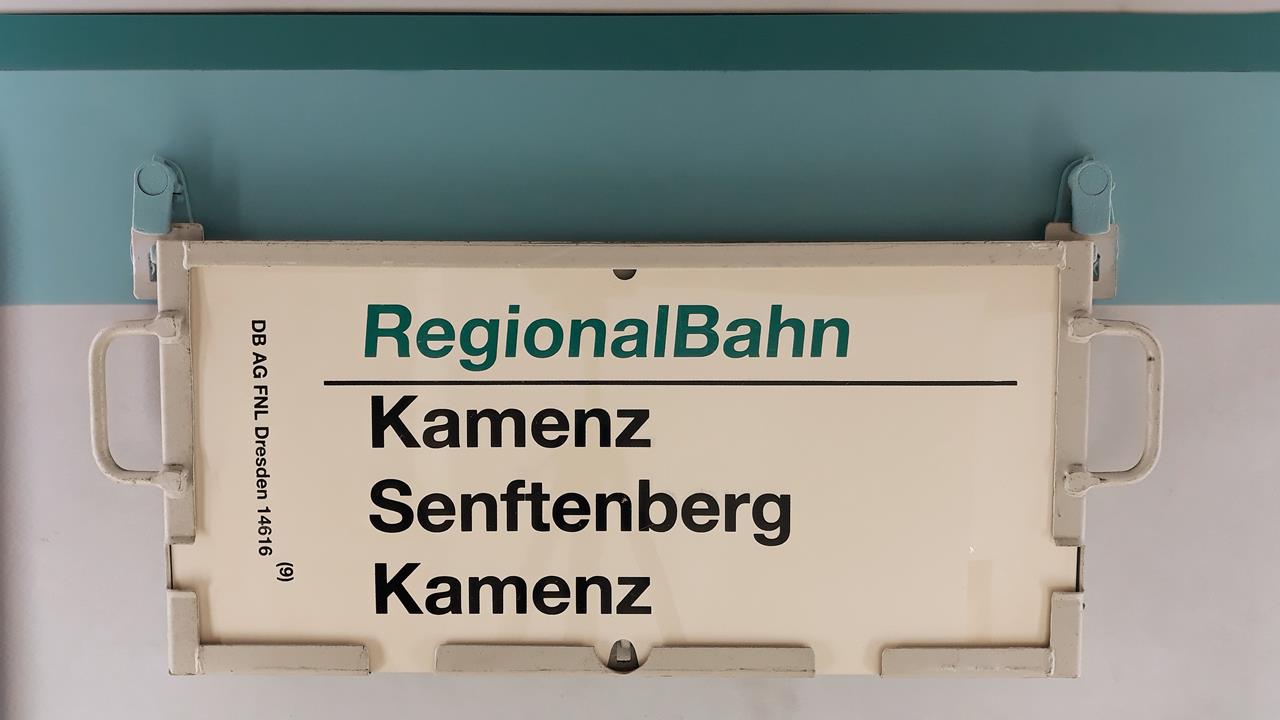 RegionalBahn
Kamenz
Senftenberg
Kamenz
DB AG FNL Dresden 14616
(9)